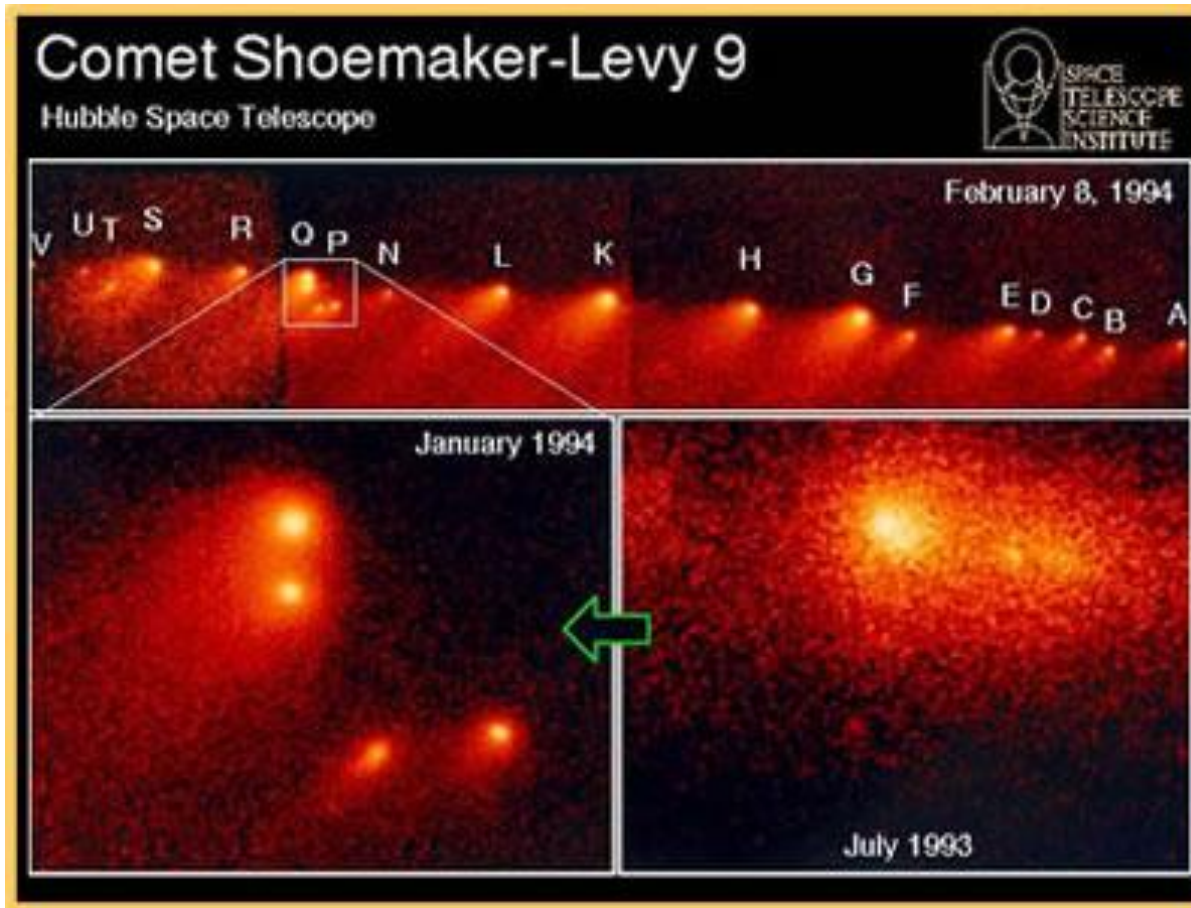 Comet Shoemaker-Levy 9
Hubble Space Telescope
SPACE
TELESCOPE
SCIENCE
INSTITUTE
February 8, 1994
V U T S R Q P N L K H G F E D C B A
January 1994
July 1993